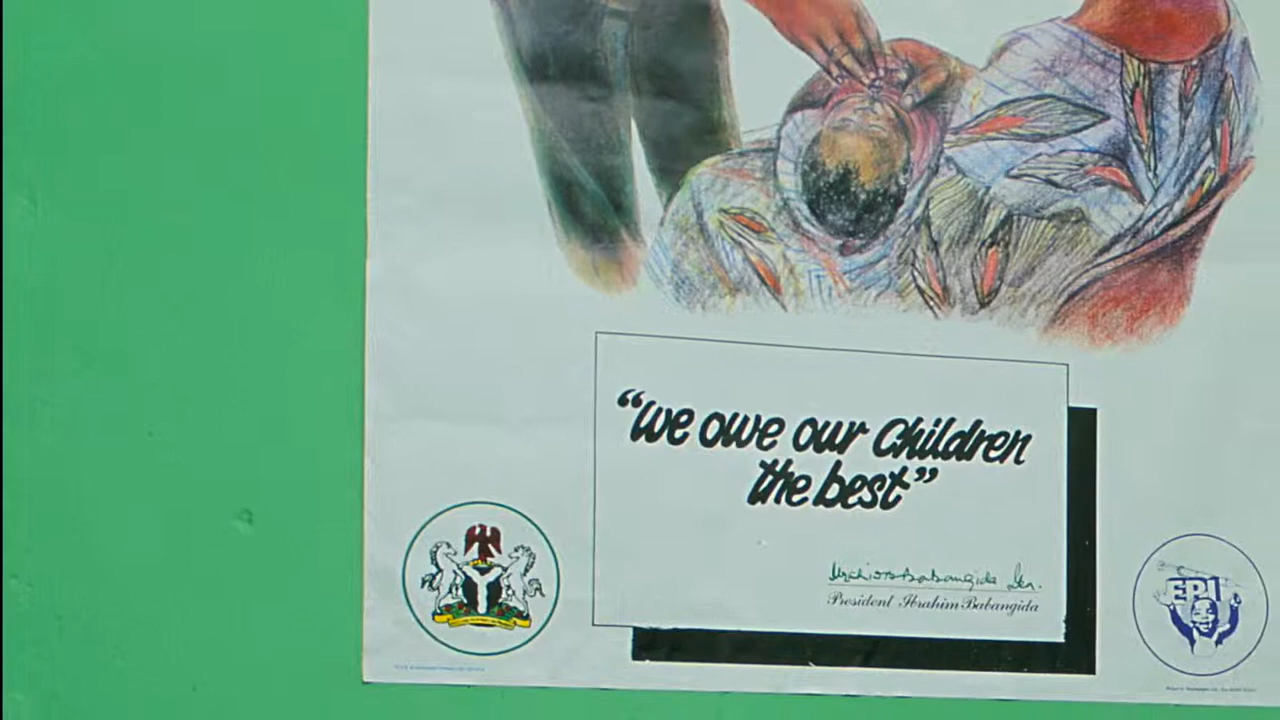 “We owe our Children
the best”
President Ibrahim Babangida
EPI